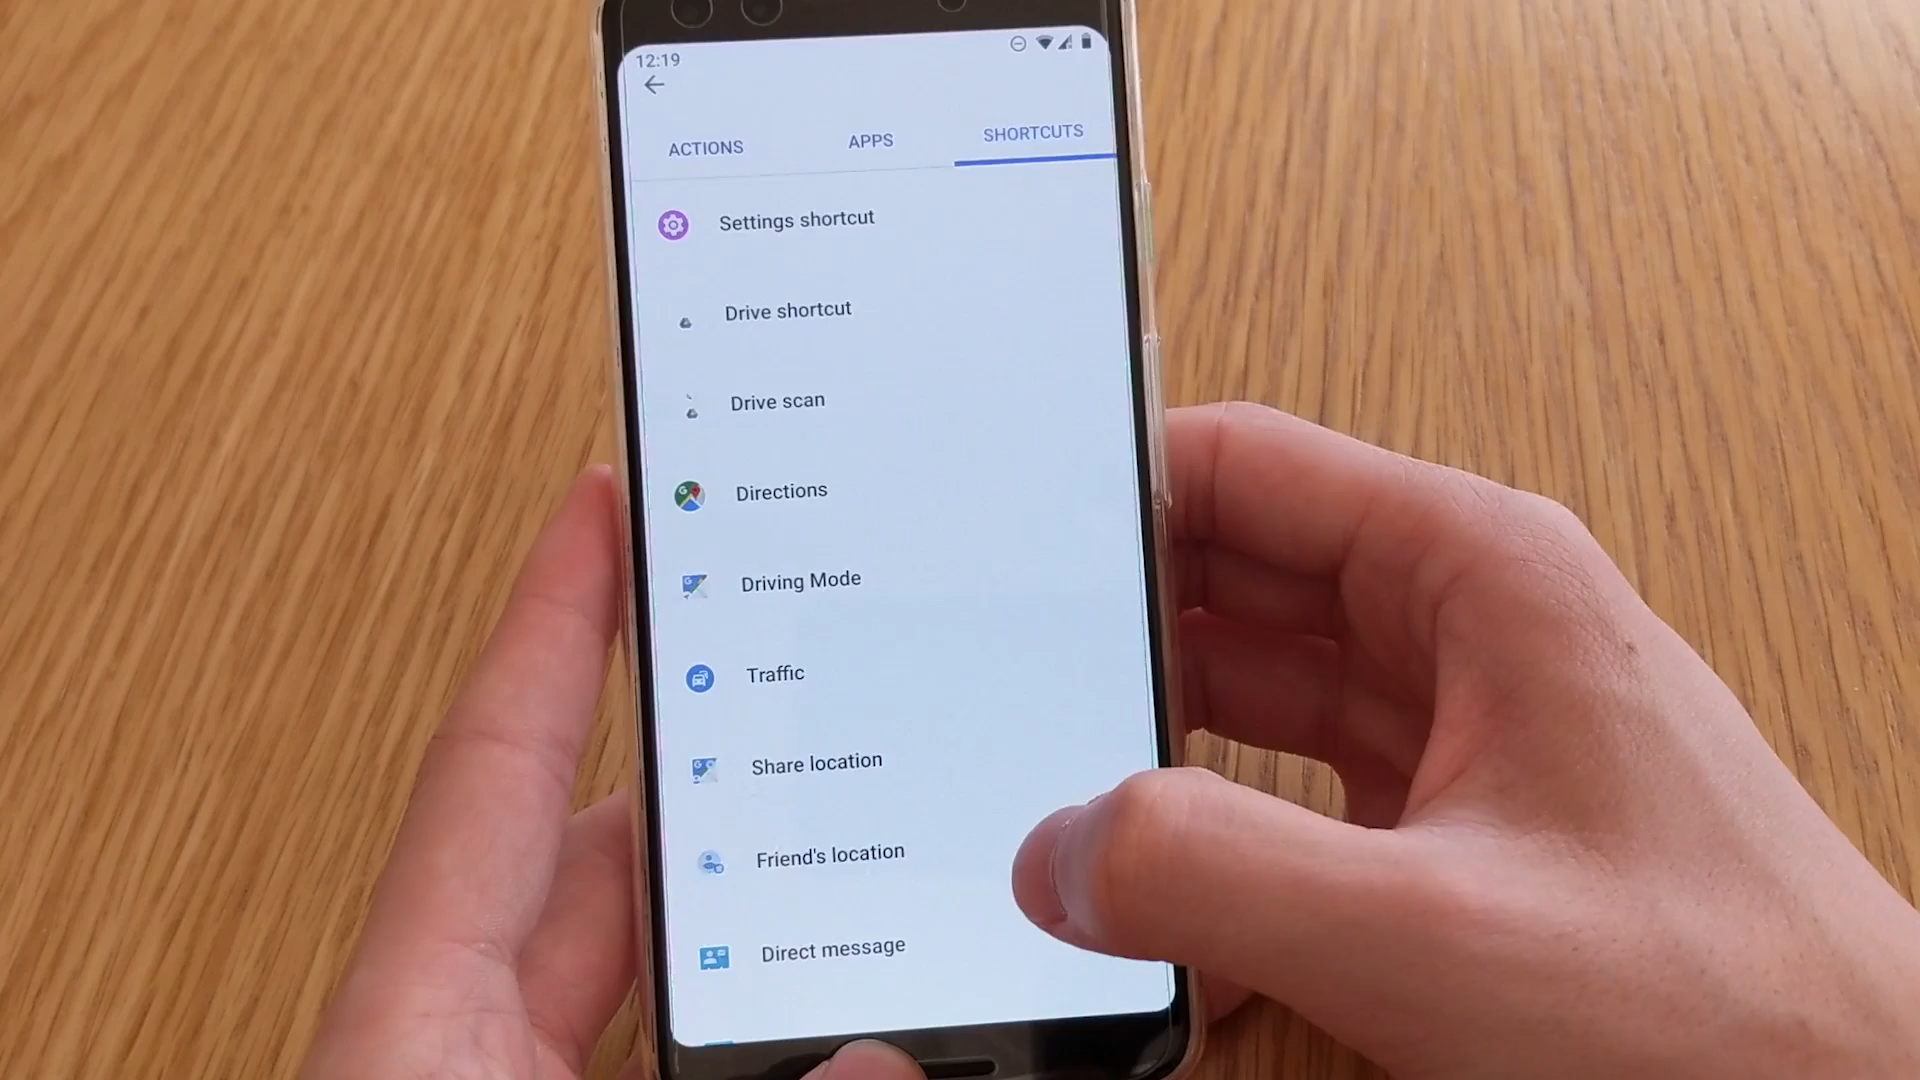 12:19
ACTIONS APPS SHORTCUTS
Settings shortcut
Drive shortcut
Drive scan
Directions
Driving Mode
Traffic
Share location
Friend's location
Direct message